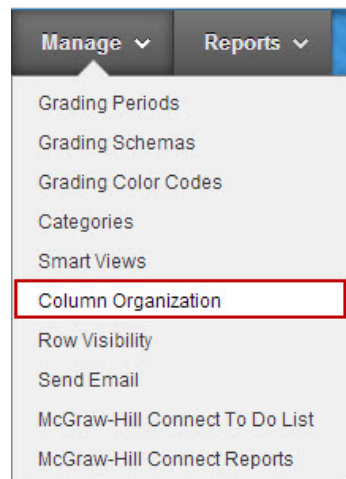 Manage Reports
Grading Periods
Grading Schemas
Grading Color Codes
Categories
Smart Views
Column Organization
Row Visibility
Send Email
McGraw-Hill Connect To Do List
McGraw-Hill Connect Reports